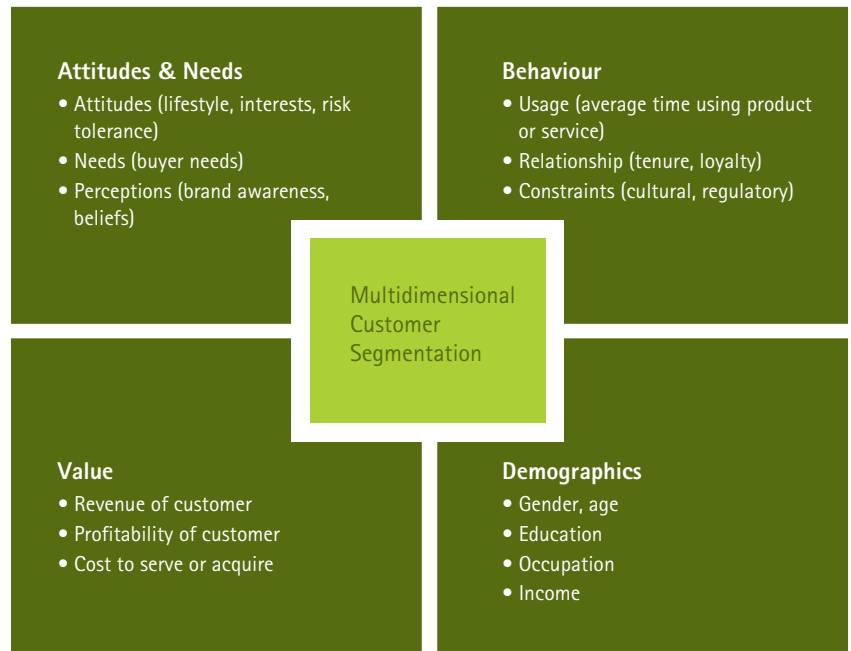 Attitudes & Needs
• Attitudes (lifestyle, interests, risk
tolerance)
• Needs (buyer needs)
• Perceptions (brand awareness,
beliefs)
Behaviour
• Usage (average time using product
or service)
• Relationship (tenure, loyalty)
• Constraints (cultural, regulatory)
Multidimensional
Customer
Segmentation
Value
• Revenue of customer
• Profitability of customer
• Cost to serve or acquire
Demographics
• Gender, age
• Education
• Occupation
• Income